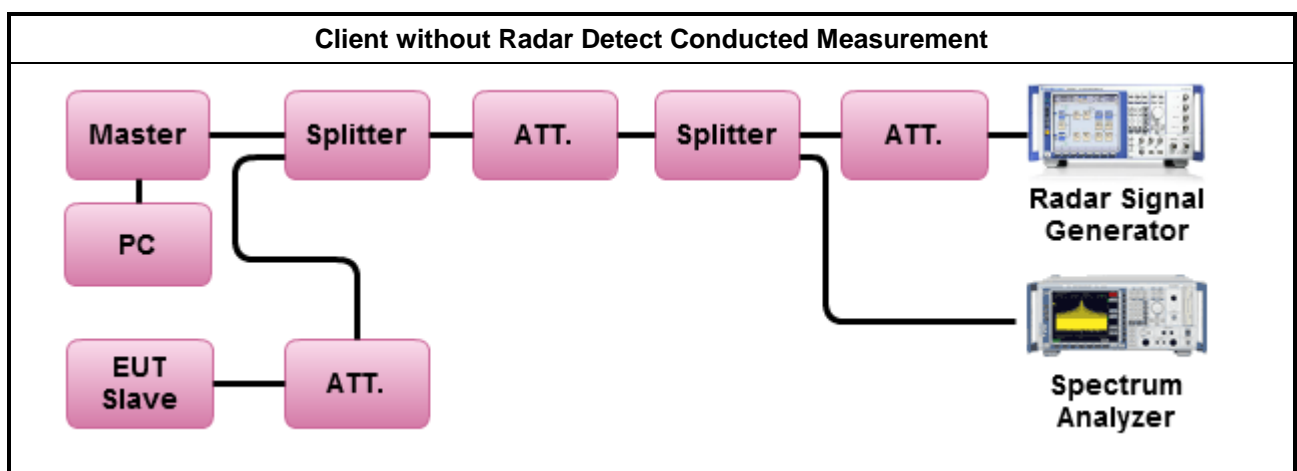 Client without Radar Detect Conducted Measurement
Master
Splitter
ATT.
Splitter
ATT.
Radar Signal
Generator
PC
EUT
Slave
ATT.
Spectrum
Analyzer